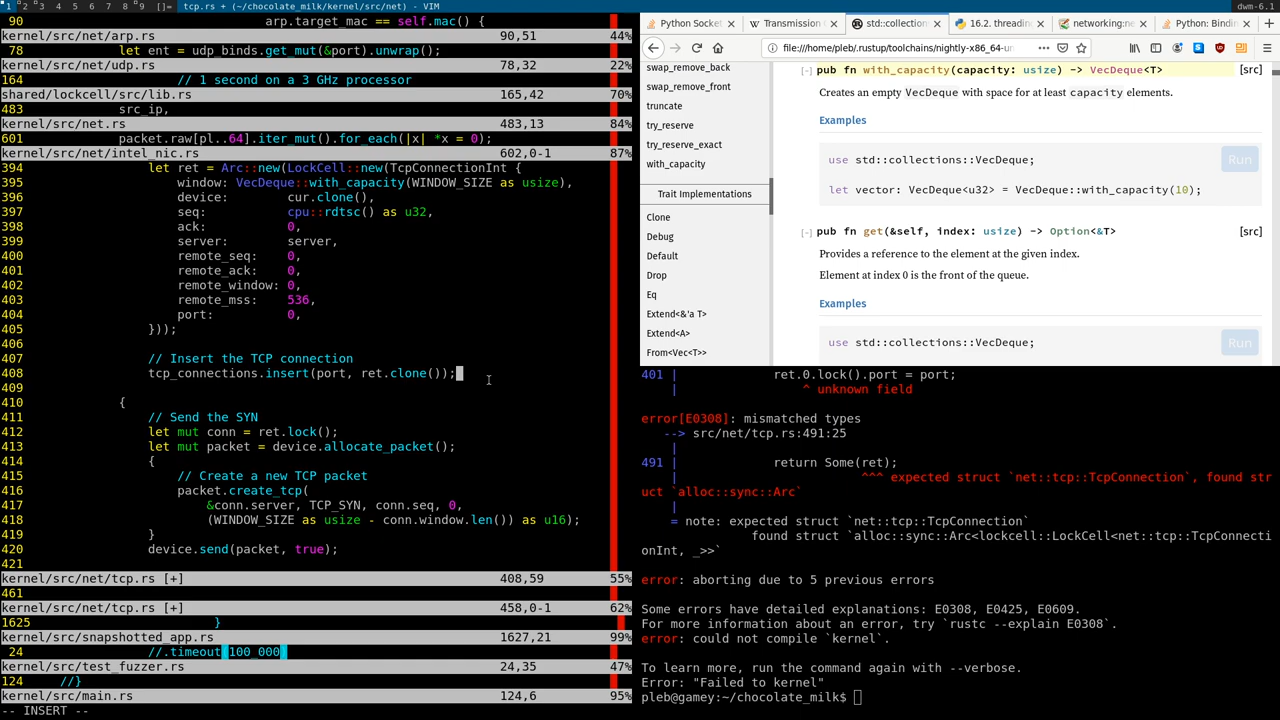 1 2 3 4 5 6 7 8 9 []= tcp.rs + (~/chocolate_milk/kernel/src/net) - VIM dwm-6.1
90 arp.target_mac == self.mac() {
kernel/src/net/arp.rs 90,51 44%
78 let ent = udp_binds.get_mut(&port).unwrap();
kernel/src/net/udp.rs 78,32 22%
164 // 1 second on a 3 GHz processor
shared/lockcell/src/lib.rs 165,42 70%
483 src_ip,
kernel/src/net.rs 483,13 84%
601 packet.raw[pl..64].iter_mut().for_each(|x| *x = 0);
kernel/src/net/intel_nic.rs 602,0-1 87%
394 let ret = Arc::new(LockCell::new(TcpConnectionInt {
395 window: VecDeque::with_capacity(WINDOW_SIZE as usize),
396 device: cur.clone(),
397 seq: cpu::rdtsc() as u32,
398 ack: 0,
399 server: server,
400 remote_seq: 0,
401 remote_ack: 0,
402 remote_window: 0,
403 remote_mss: 536,
404 port: 0,
405 }));
406
407 // Insert the TCP connection
408 tcp_connections.insert(port, ret.clone());
409
410 {
411 // Send the SYN
412 let mut conn = ret.lock();
413 let mut packet = device.allocate_packet();
414 {
415 // Create a new TCP packet
416 packet.create_tcp(
417 &conn.server, TCP_SYN, conn.seq, 0,
418 (WINDOW_SIZE as usize - conn.window.len()) as u16);
419 }
420 device.send(packet, true);
421
kernel/src/net/tcp.rs [+] 408,59 55%
461
kernel/src/net/tcp.rs [+] 458,0-1 62%
1625 }
kernel/src/snapshotted_app.rs 1627,21 99%
24 //.timeout(100_000)
kernel/src/test_fuzzer.rs 24,35 47%
124 //}
kernel/src/main.rs 124,6 95%
-- INSERT --
Python Socket Transmission C std::collection 16.2. threading networking:ne Python: Bindin
file:///home/pleb/.rustup/toolchains/nightly-x86_64-u
swap_remove_back
swap_remove_front
truncate
try_reserve
try_reserve_exact
with_capacity
Trait Implementations
Clone
Debug
Default
Drop
Eq
Extend<&'a T>
Extend<A>
From<Vec<T>>
[-] pub fn with_capacity(capacity: usize) -> VecDeque<T> [src]
Creates an empty VecDeque with space for at least capacity elements.
Examples
use std::collections::VecDeque; Run
let vector: VecDeque<u32> = VecDeque::with_capacity(10);
[-] pub fn get(&self, index: usize) -> Option<&T> [src]
Provides a reference to the element at the given index.
Element at index 0 is the front of the queue.
Examples
use std::collections::VecDeque; Run
401 | ret.0.lock().port = port;
| ^ unknown field
error[E0308]: mismatched types
--> src/net/tcp.rs:491:25
|
491 | return Some(ret);
| ^^^ expected struct `net::tcp::TcpConnection`, found str
uct `alloc::sync::Arc`
|
= note: expected struct `net::tcp::TcpConnection`
found struct `alloc::sync::Arc<lockcell::LockCell<net::tcp::TcpConnecti
onInt, _>>`
error: aborting due to 5 previous errors
Some errors have detailed explanations: E0308, E0425, E0609.
For more information about an error, try `rustc --explain E0308`.
error: could not compile `kernel`.
To learn more, run the command again with --verbose.
Error: "Failed to kernel"
pleb@gamey:~/chocolate_milk$